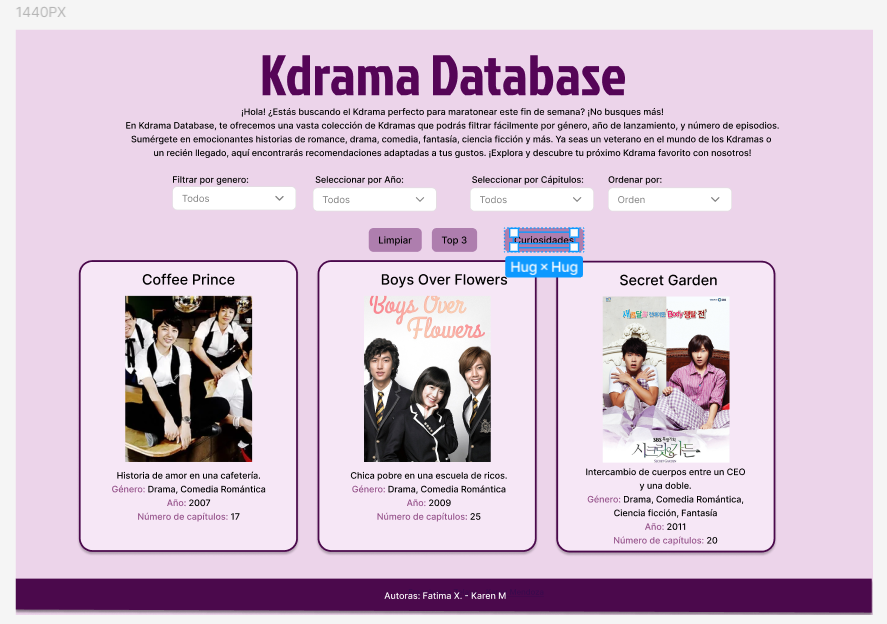 1440PX
Kdrama Database
¡Hola! ¿Estás buscando el Kdrama perfecto para maratonear este fin de semana? ¡No busques más!
En Kdrama Database, te ofrecemos una vasta colección de Kdramas que podrás filtrar fácilmente por género, año de lanzamiento, y número de episodios.
Sumérgete en emocionantes historias de romance, drama, comedia, fantasía, ciencia ficción y más. Ya seas un veterano en el mundo de los Kdramas o
un recién llegado, aquí encontrarás recomendaciones adaptadas a tus gustos. ¡Explora y descubre tu próximo Kdrama favorito con nosotros!
Filtrar por genero:
Seleccionar por Año:
Seleccionar por Cápitulos:
Ordenar por:
Todos
Todos
Todos
Orden
Limpiar
Top 3
Curiosidades
Hug × Hug
Coffee Prince
Historia de amor en una cafetería.
Género: Drama, Comedia Romántica
Año: 2007
Número de capítulos: 17
Boys Over Flowers
Boys Over
Flowers
Chica pobre en una escuela de ricos.
Género: Drama, Comedia Romántica
Año: 2009
Número de capítulos: 25
Secret Garden
시크릿가든
Intercambio de cuerpos entre un CEO
y una doble.
Género: Drama, Comedia Romántica,
Ciencia ficción, Fantasía
Año: 2011
Número de capítulos: 20
Autoras: Fatima X. - Karen M